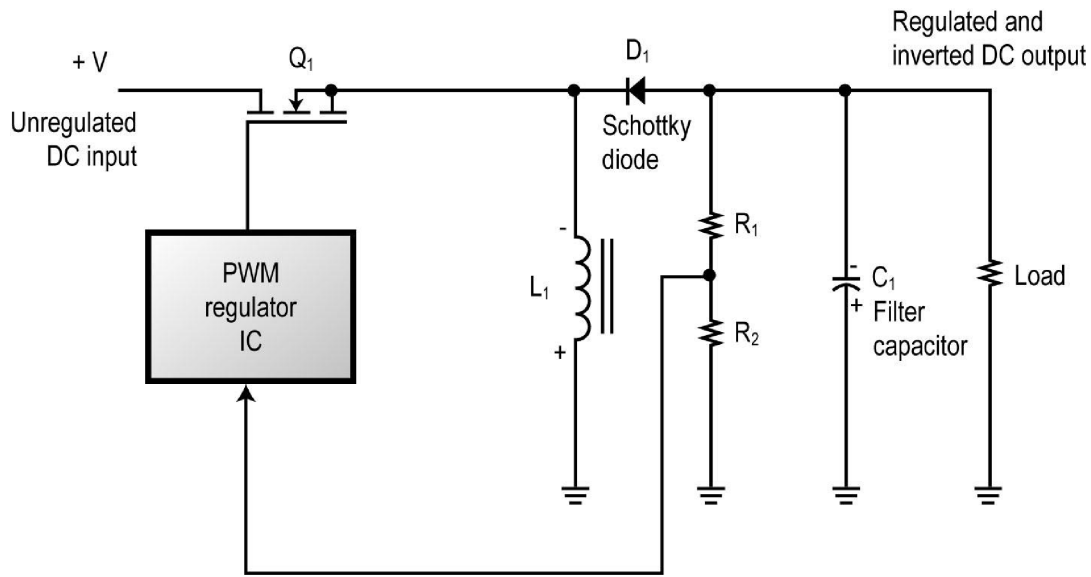 Regulated and
inverted DC output
+ V
Q1
D1
Unregulated
DC input
Schottky
diode
PWM
regulator
IC
-
L1
+
R1
R2
-
C1
+
Filter
capacitor
Load